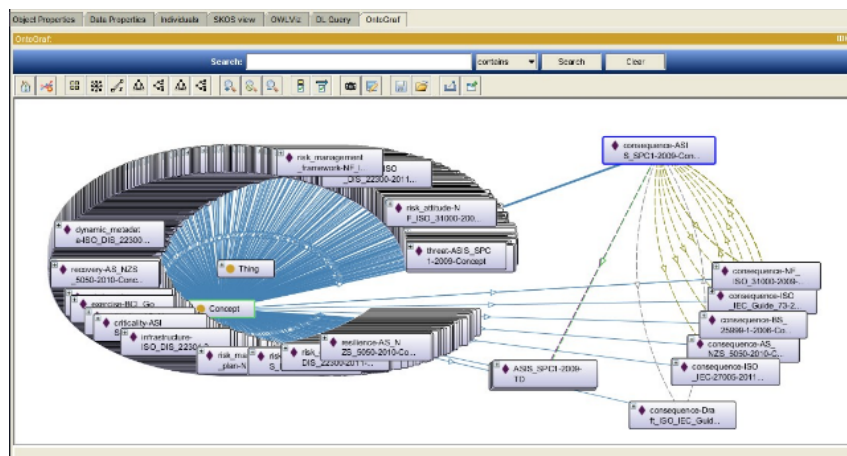 Object Properties
Data Properties
Individuals
SKOS view
OWLViz
DL Query
OntoGraf
OntoGraf:
Search:
contains
Search
Clear
consequence-ASI
S_SPC1-2009-Con...
risk_management
_framework-NF_I...
_DIS_22300-2011...
risk_attitude-N
F_ISO_31000-200...
threat-ASIS_SPC
1-2009-Concept
dynamic_metadat
e-ISO_DIS_22300...
Thing
recovery-AS_NZS
_5050-2010-Conc...
Concept
criticality-ASI
infrastructure-
resilience-AS_N
ZS_5050-2010-Co...
_plan-N
DIS_22300-2011-...
ASIS_SPC1-2009-
TD
consequence-NF_
ISO_31000-2009-...
consequence-ISO
_IEC_Guide_73-2...
consequence-BS_
25999-1-2006-Co...
consequence-AS_
NZS_5050-2010-C...
consequence-ISO
_IEC-27005-2011...
consequence-Dra
ft_ISO_IEC_Guid...